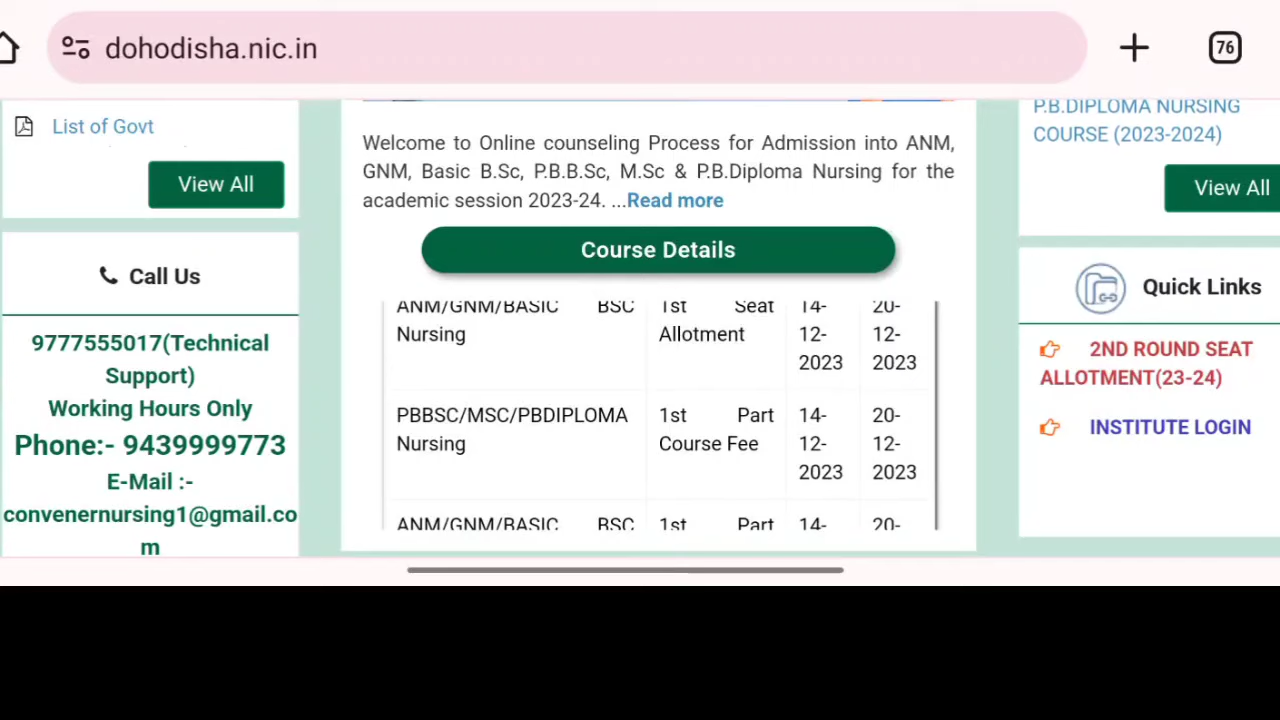 dohodisha.nic.in
76
List of Govt
View All
Call Us
9777555017(Technical
Support)
Working Hours Only
Phone:- 9439999773
E-Mail :-
convenernursing1@gmail.co
m
Welcome to Online counseling Process for Admission into ANM,
GNM, Basic B.Sc, P.B.B.Sc, M.Sc & P.B.Diploma Nursing for the
academic session 2023-24. ...Read more
Course Details
ANM/GNM/BASIC BSC
Nursing
1st Seat
Allotment
14-
12-
2023
20-
12-
2023
PBBSC/MSC/PBDIPLOMA
Nursing
1st Part
Course Fee
14-
12-
2023
20-
12-
2023
ANM/GNM/BASIC BSC
1st Part
14-
20-
P.B.DIPLOMA NURSING
COURSE (2023-2024)
View All
Quick Links
2ND ROUND SEAT
ALLOTMENT(23-24)
INSTITUTE LOGIN